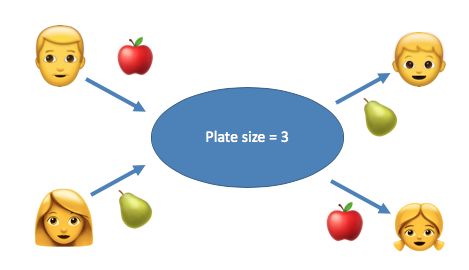 Plate size = 3